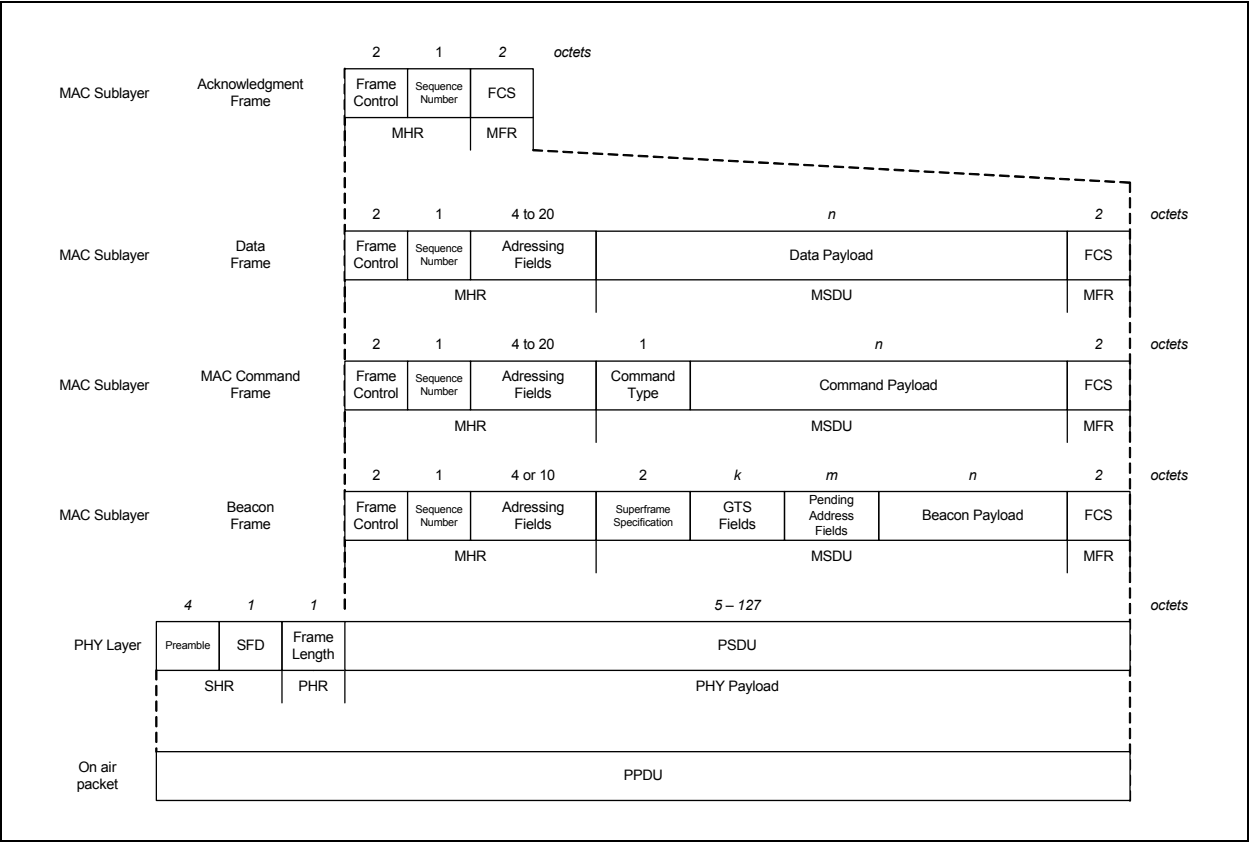 2 1 2 octets
MAC Sublayer Acknowledgment Frame Frame Control Sequence Number FCS
MHR MFR
2 1 4 to 20 n 2 octets
MAC Sublayer Data Frame Frame Control Sequence Number Adressing Fields Data Payload FCS
MHR MSDU MFR
2 1 4 to 20 1 n 2 octets
MAC Sublayer MAC Command Frame Frame Control Sequence Number Adressing Fields Command Type Command Payload FCS
MHR MSDU MFR
2 1 4 or 10 2 k m n 2 octets
MAC Sublayer Beacon Frame Frame Control Sequence Number Adressing Fields Superframe Specification GTS Fields Pending Address Fields Beacon Payload FCS
MHR MSDU MFR
4 1 1 5 – 127 octets
PHY Layer Preamble SFD Frame Length PSDU
SHR PHR PHY Payload
On air packet PPDU